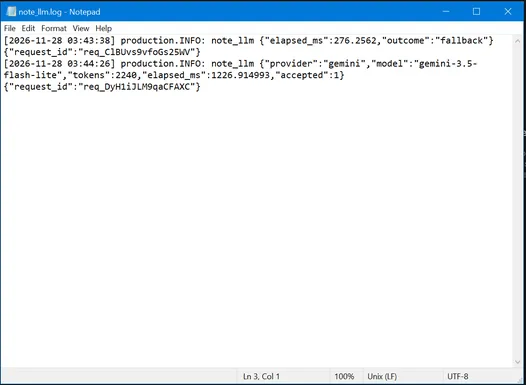 note_llm.log - Notepad
File Edit Format View Help
[2026-11-28 03:43:38] production.INFO: note_llm {"elapsed_ms":276.2562,"outcome":"fallback"}
{"request_id":"req_ClBUvs9vfoGs25WV"}
[2026-11-28 03:44:26] production.INFO: note_llm {"provider":"gemini","model":"gemini-3.5-
flash-lite","tokens":2240,"elapsed_ms":1226.914993,"accepted":1}
{"request_id":"req_DyH1iJLM9qaCFAXC"}
Ln 3, Col 1 100% Unix (LF) UTF-8